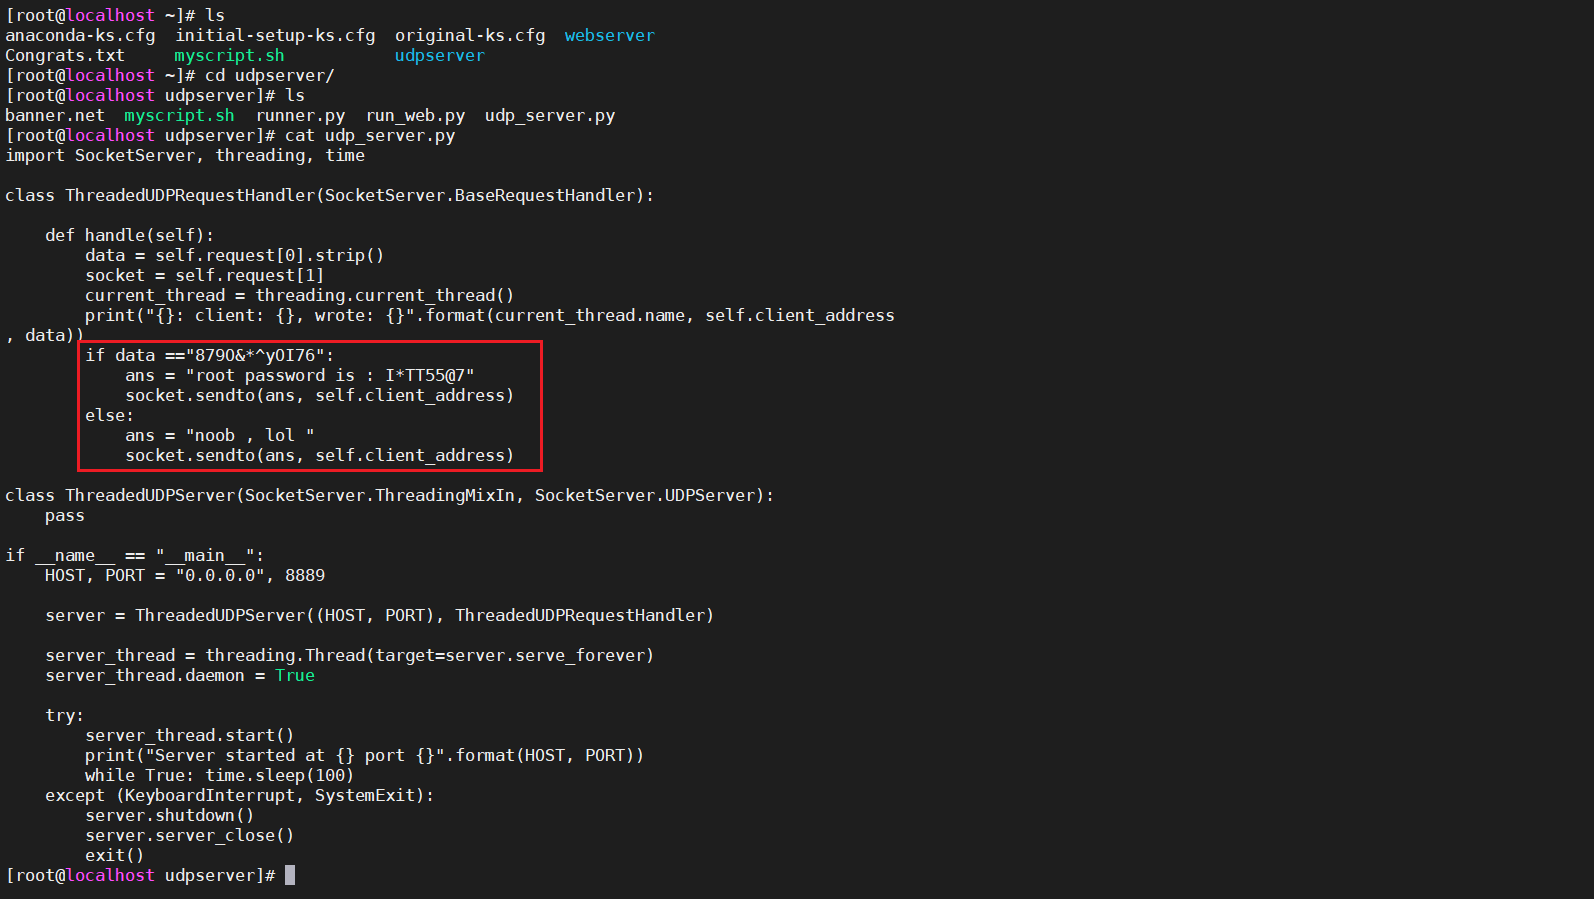 [root@localhost ~]# ls
anaconda-ks.cfg  initial-setup-ks.cfg  original-ks.cfg  webserver
Congrats.txt     myscript.sh           udpserver
[root@localhost ~]# cd udpserver/
[root@localhost udpserver]# ls
banner.net  myscript.sh  runner.py  run_web.py  udp_server.py
[root@localhost udpserver]# cat udp_server.py
import SocketServer, threading, time

class ThreadedUDPRequestHandler(SocketServer.BaseRequestHandler):

    def handle(self):
        data = self.request[0].strip()
        socket = self.request[1]
        current_thread = threading.current_thread()
        print("{}: client: {}, wrote: {}".format(current_thread.name, self.client_address
, data))
        if data =="879O&*^yOI76":
            ans = "root password is : I*TT55@7"
            socket.sendto(ans, self.client_address)
        else:
            ans = "noob , lol "
            socket.sendto(ans, self.client_address)

class ThreadedUDPServer(SocketServer.ThreadingMixIn, SocketServer.UDPServer):
    pass

if __name__ == "__main__":
    HOST, PORT = "0.0.0.0", 8889

    server = ThreadedUDPServer((HOST, PORT), ThreadedUDPRequestHandler)

    server_thread = threading.Thread(target=server.serve_forever)
    server_thread.daemon = True

    try:
        server_thread.start()
        print("Server started at {} port {}".format(HOST, PORT))
        while True: time.sleep(100)
    except (KeyboardInterrupt, SystemExit):
        server.shutdown()
        server.server_close()
        exit()
[root@localhost udpserver]#